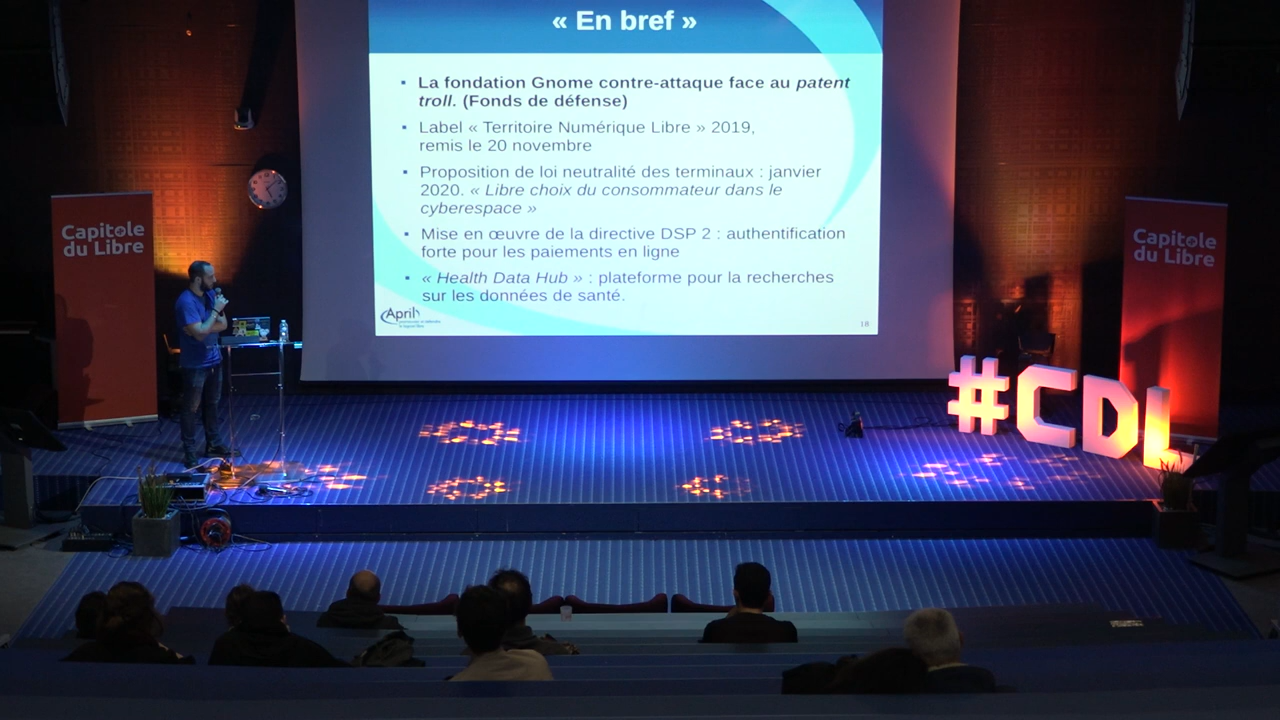 « En bref »
▪ La fondation Gnome contre-attaque face au patent
troll. (Fonds de défense)
▪ Label « Territoire Numérique Libre » 2019,
remis le 20 novembre
▪ Proposition de loi neutralité des terminaux : janvier
2020. « Libre choix du consommateur dans le
cyberespace »
▪ Mise en œuvre de la directive DSP 2 : authentification
forte pour les paiements en ligne
▪ « Health Data Hub » : plateforme pour la recherches
sur les données de santé.
April
18
Capitole
du Libre
Capitole
du Libre
#CDL